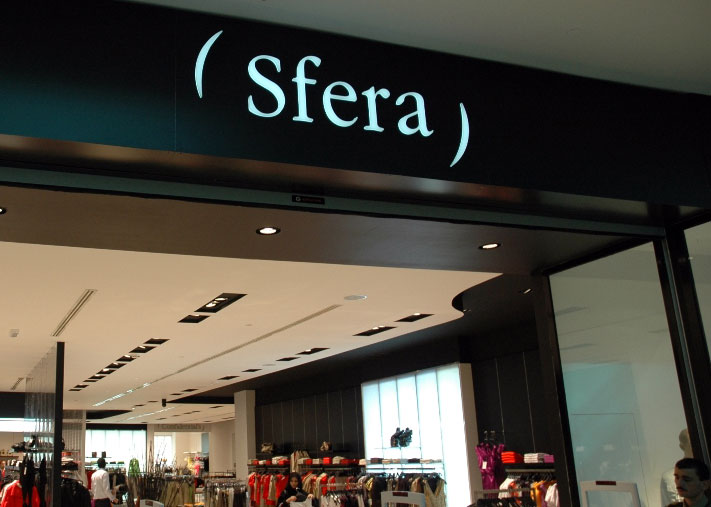 ( Sfera )